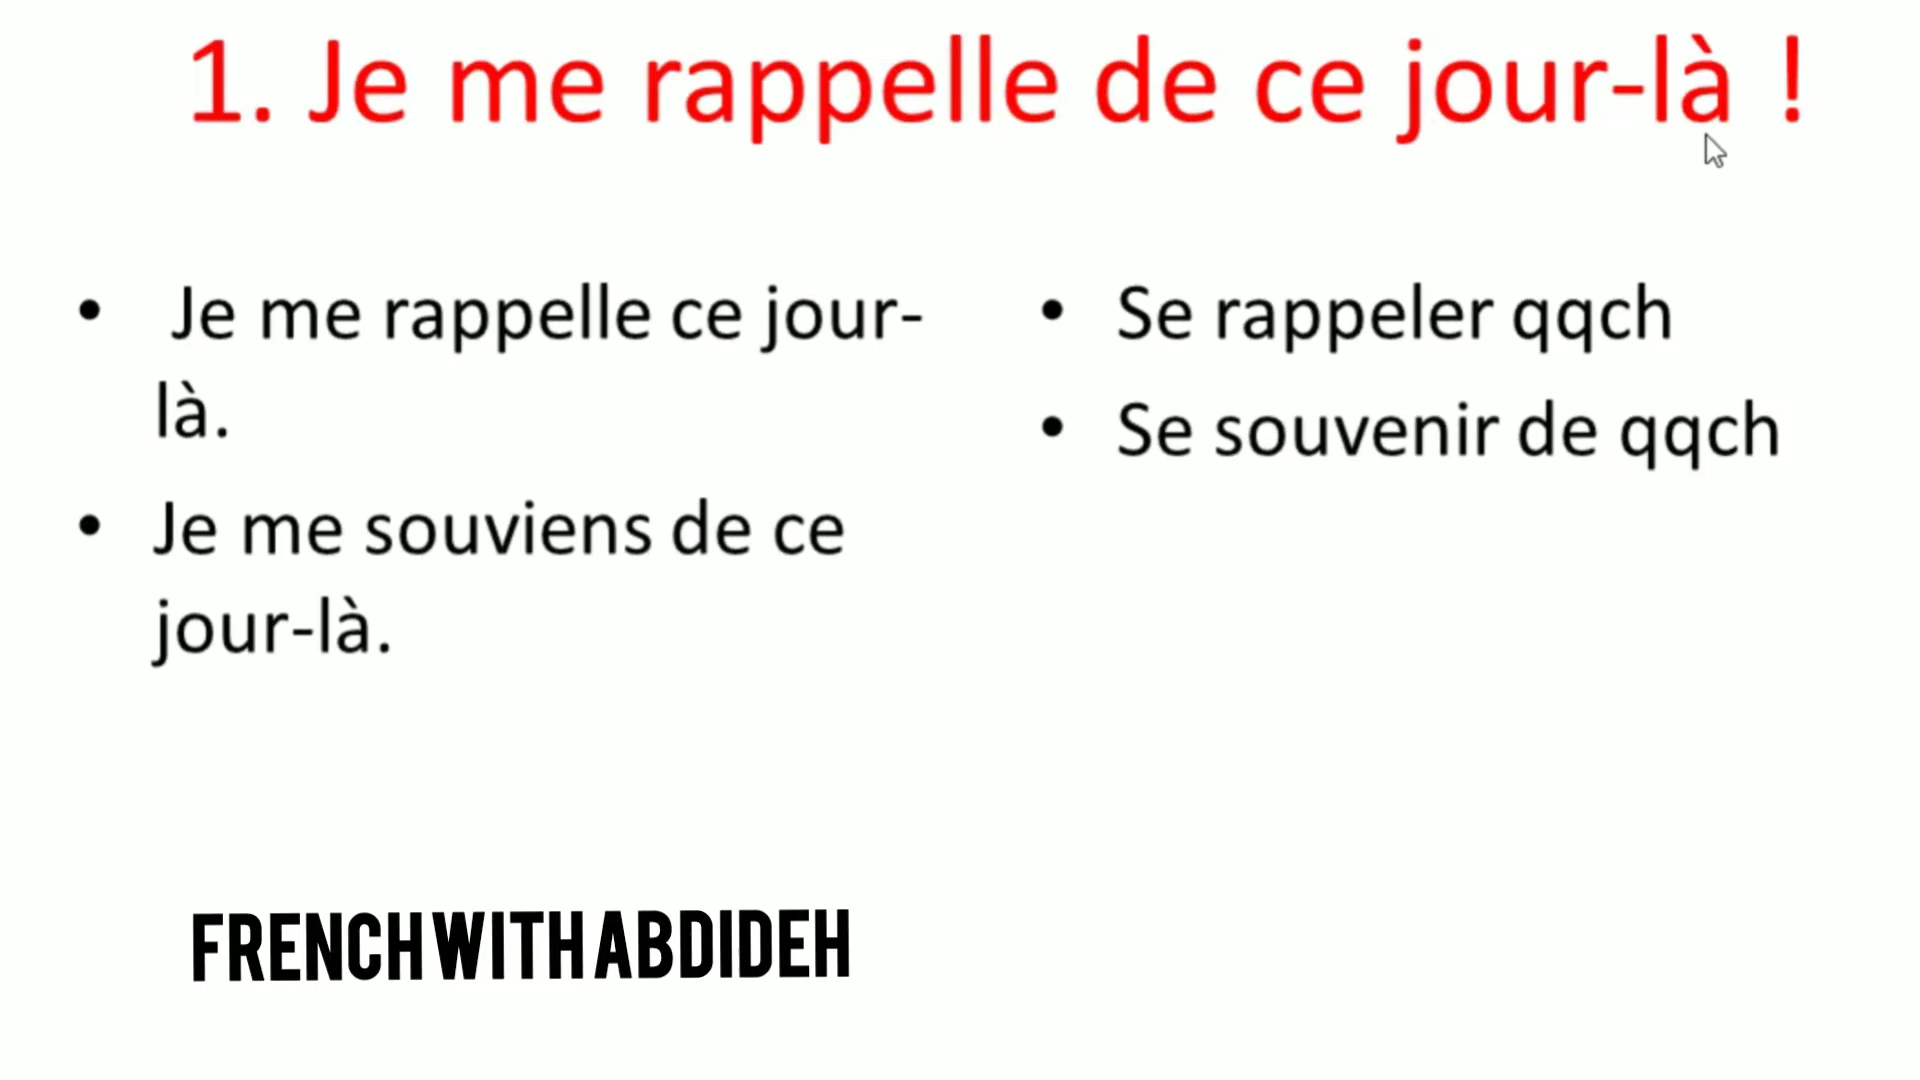 1. Je me rappelle de ce jour-là !
• Je me rappelle ce jour-
là.
• Je me souviens de ce
jour-là.
• Se rappeler qqch
• Se souvenir de qqch
FRENCH WITH ABDIDEH